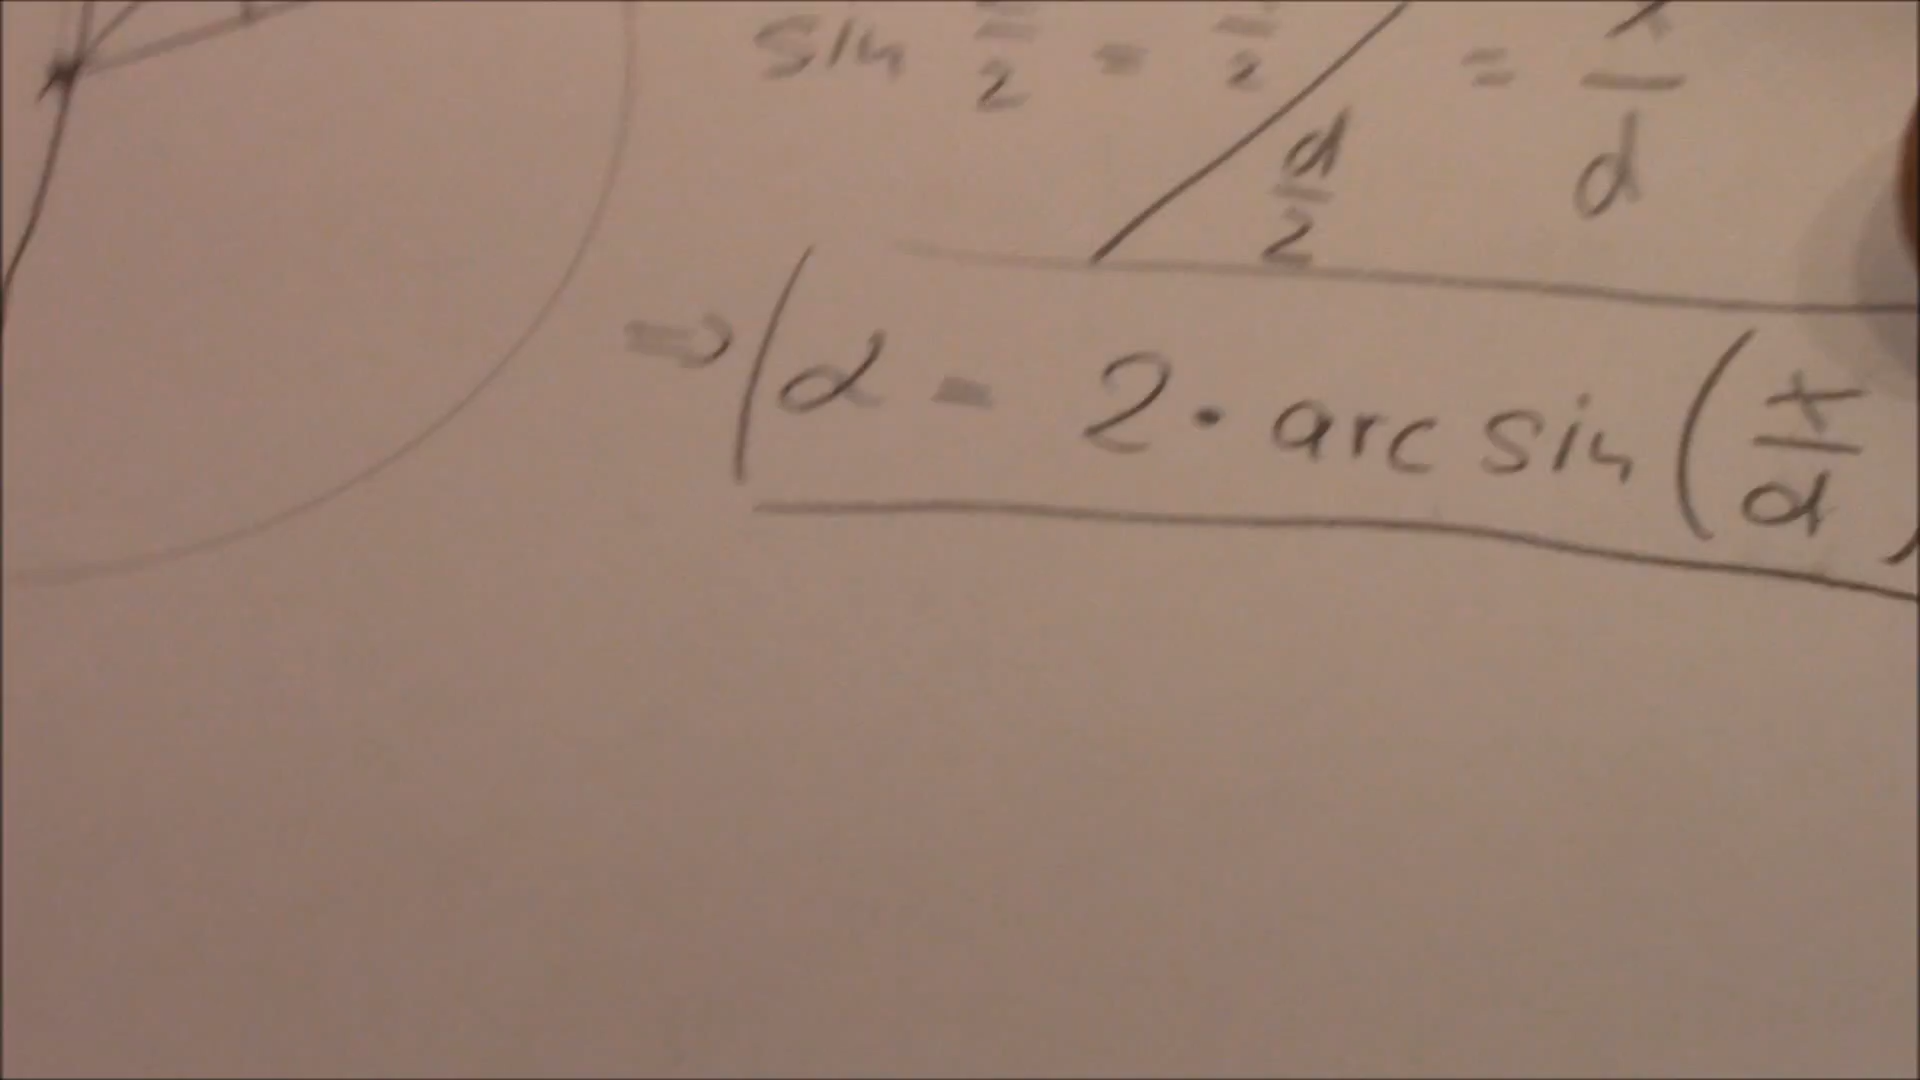 sin /2 = /2 / d/2 = x/d
⇒ α = 2 · arc sin (x/d)